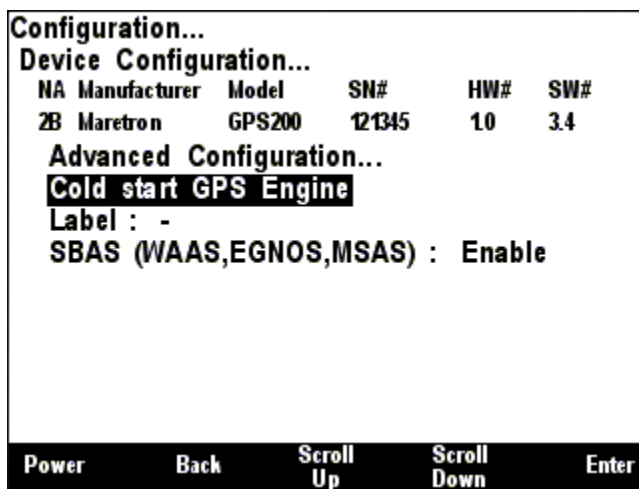 Configuration...
Device Configuration...
NA Manufacturer Model SN# HW# SW#
2B Maretron GPS200 121345 1.0 3.4
Advanced Configuration...
Cold start GPS Engine
Label : -
SBAS (WAAS,EGNOS,MSAS) : Enable
Power Back Scroll Up Scroll Down Enter